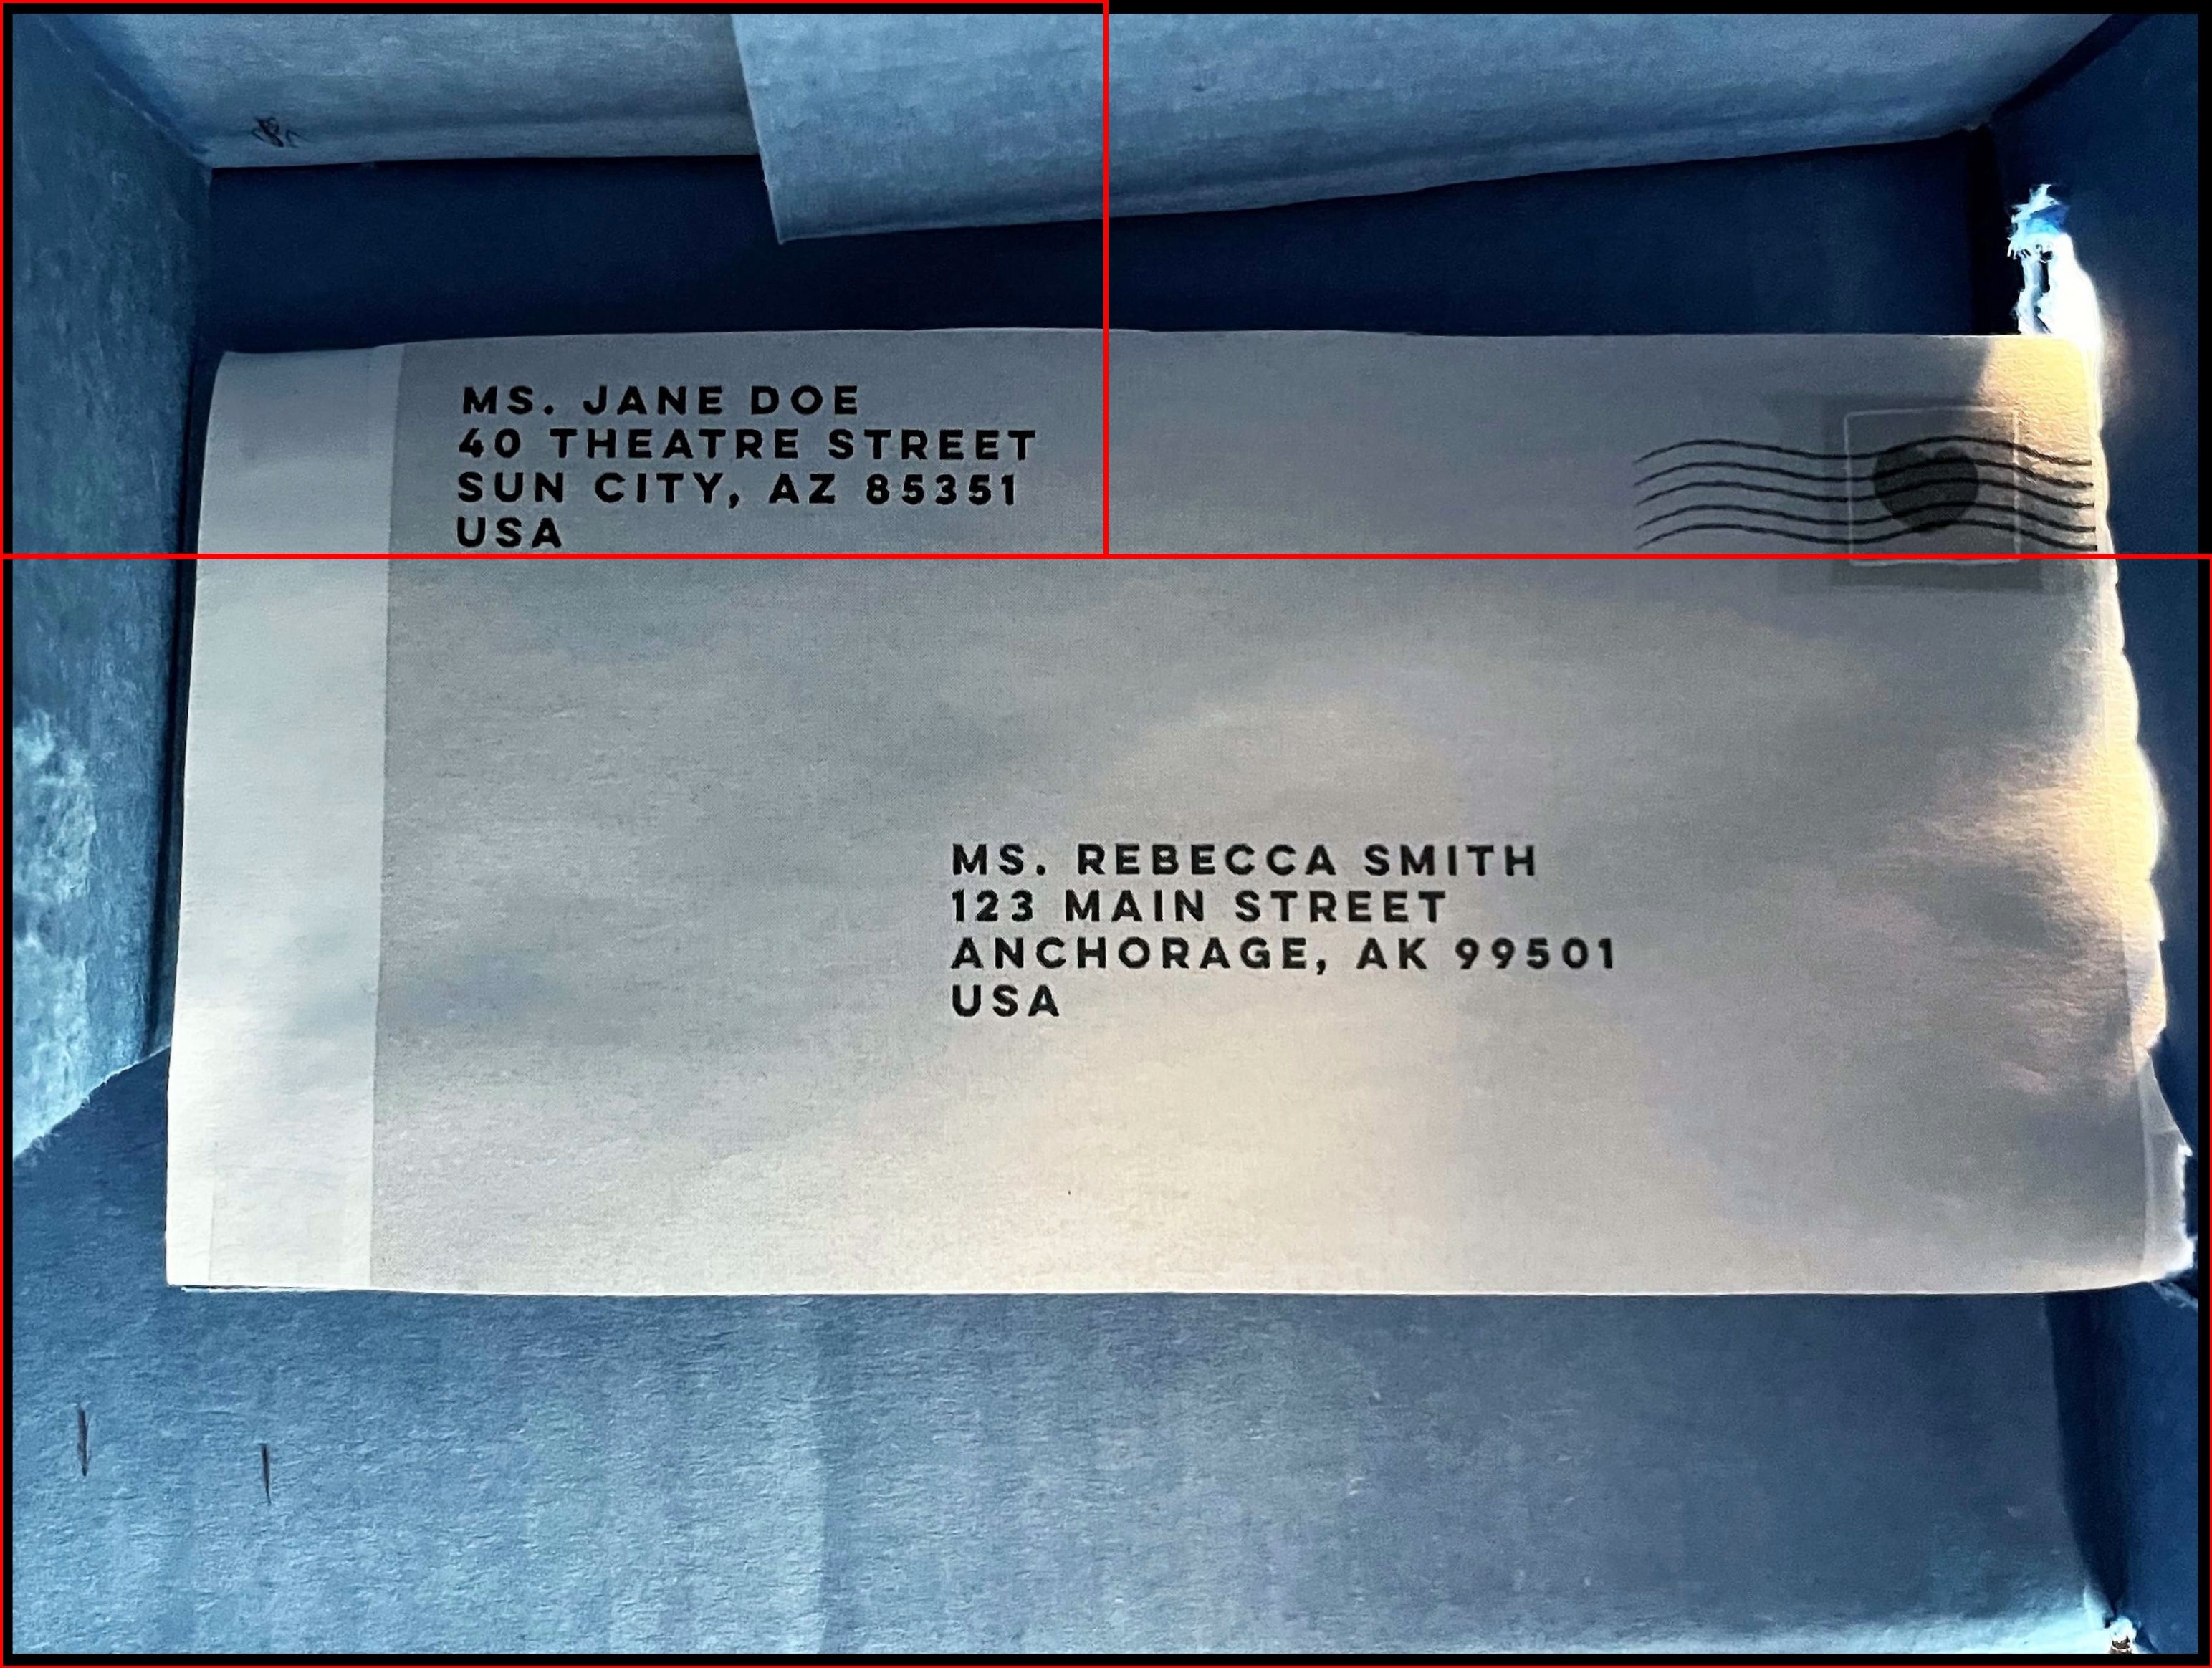 MS. JANE DOE
40 THEATRE STREET
SUN CITY, AZ 85351
USA
MS. REBECCA SMITH
123 MAIN STREET
ANCHORAGE, AK 99501
USA